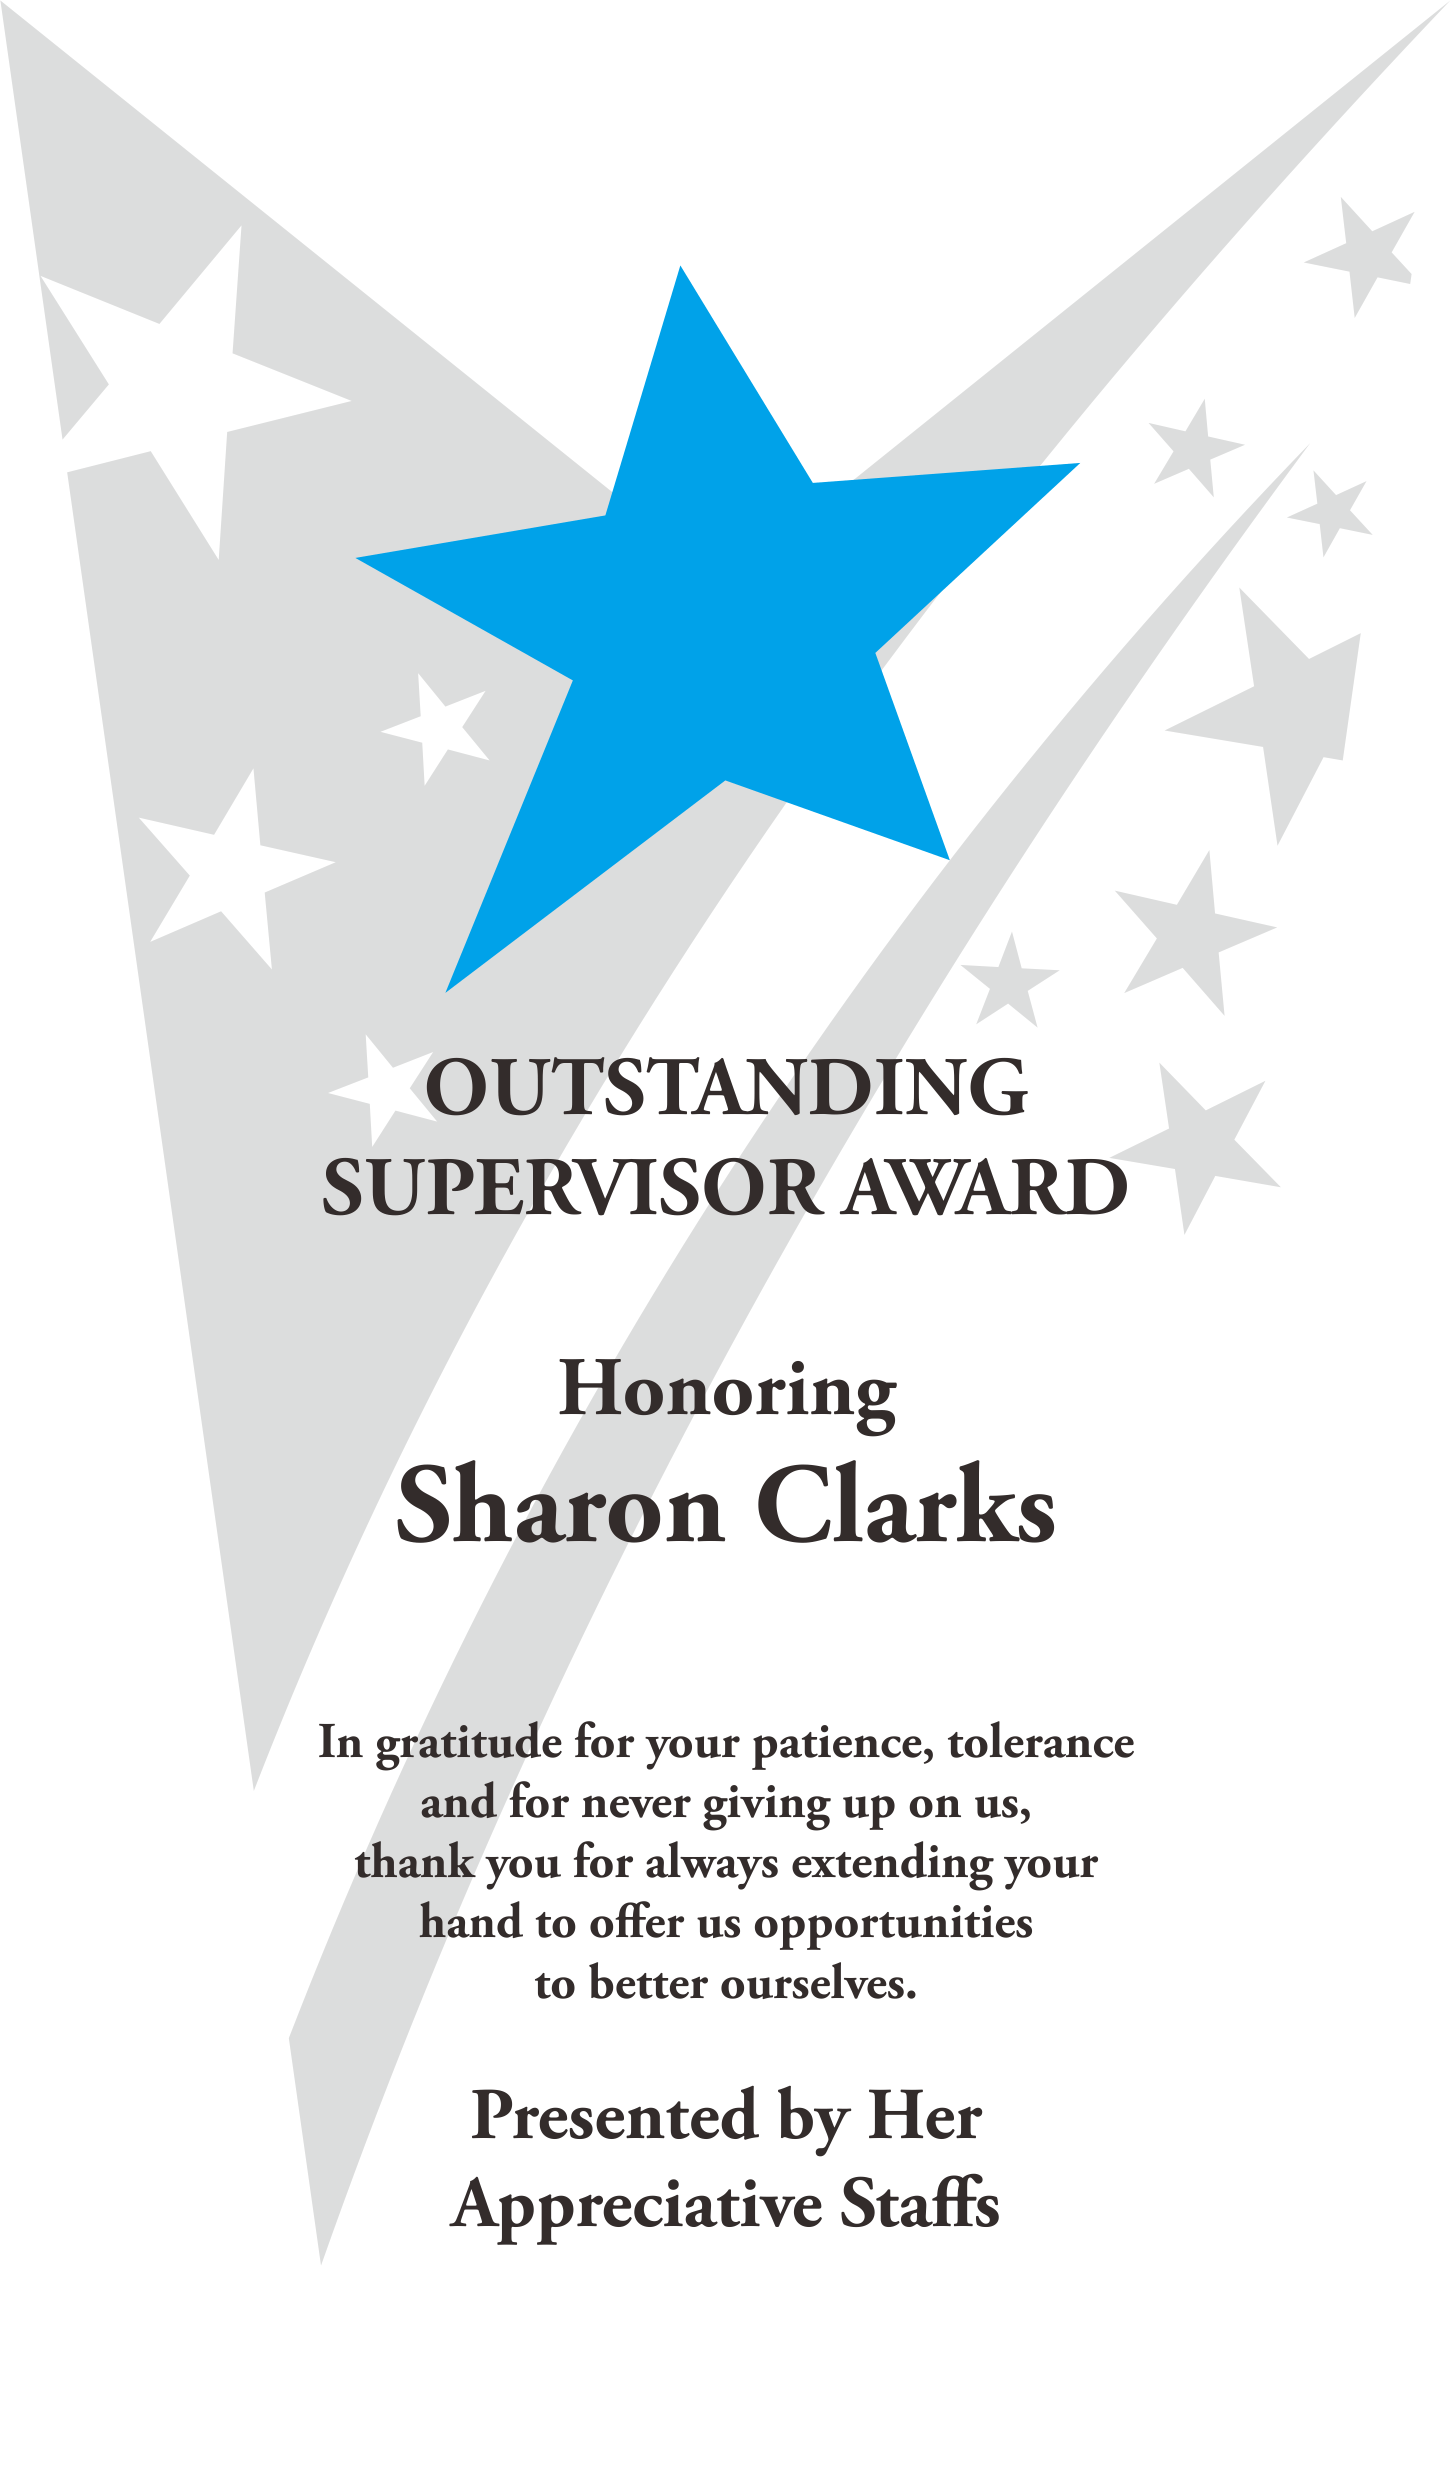 OUTSTANDING
SUPERVISOR AWARD
Honoring
Sharon Clarks
In gratitude for your patience, tolerance
and for never giving up on us,
thank you for always extending your
hand to offer us opportunities
to better ourselves.
Presented by Her
Appreciative Staffs